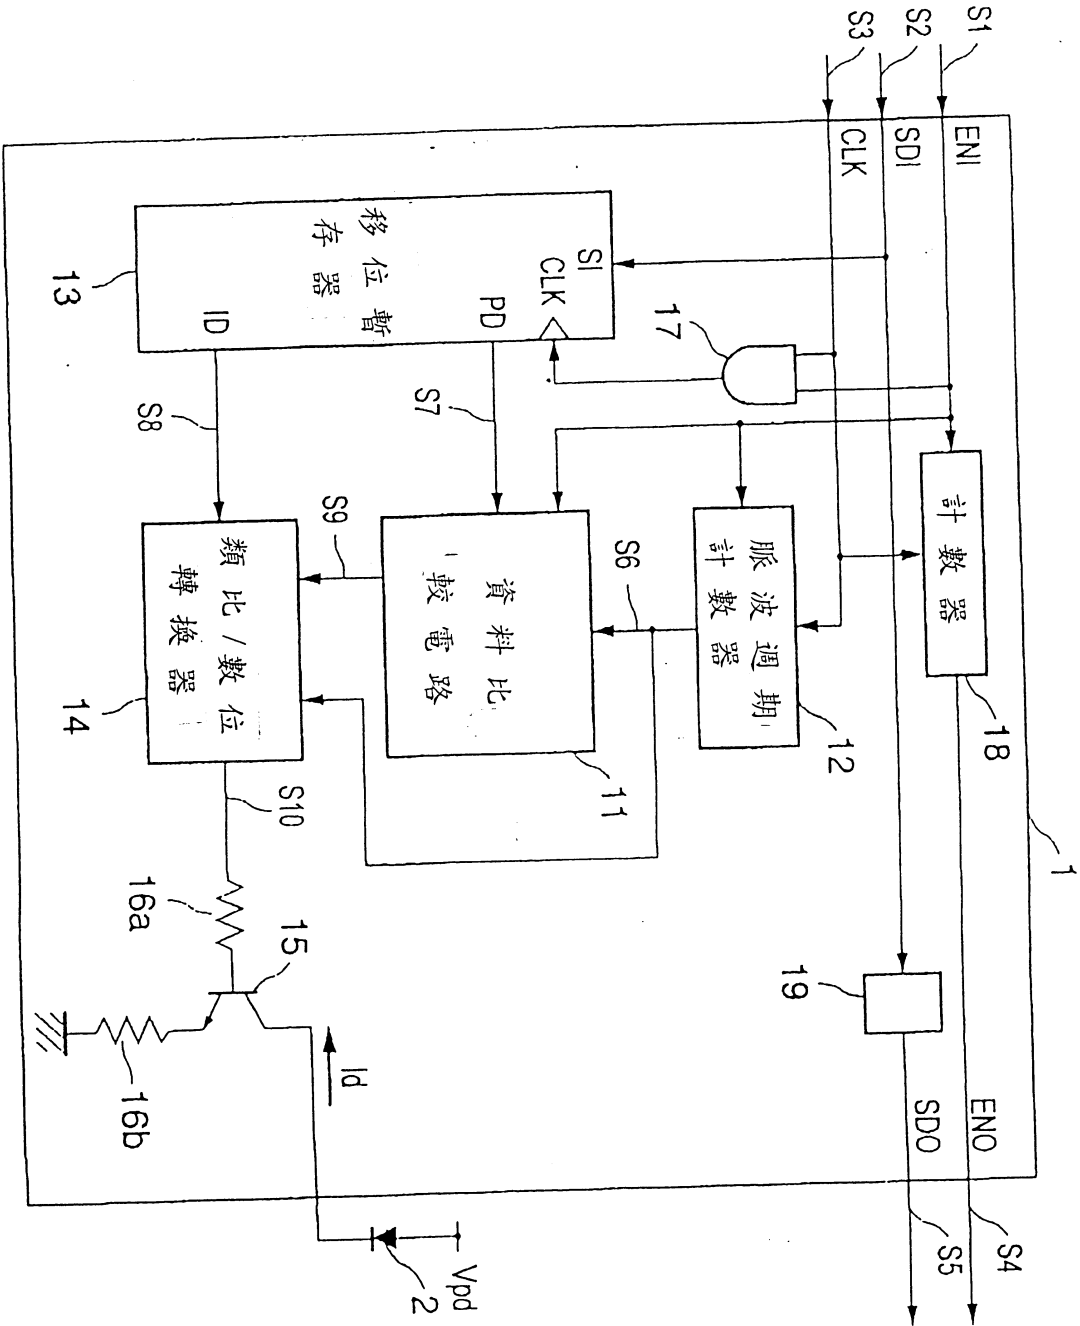 S1
S2
S3
ENI
SDI
CLK
1
計數器
18
ENO
S4
19
SDO
S5
17
脈波週期
計數器
12
S6
SI
CLK
PD
ID
移位暫
存器
13
S7
S8
資料比
較電路
11
S9
類比/數位
轉換器
14
S10
16a
15
16b
Id
Vpd
2